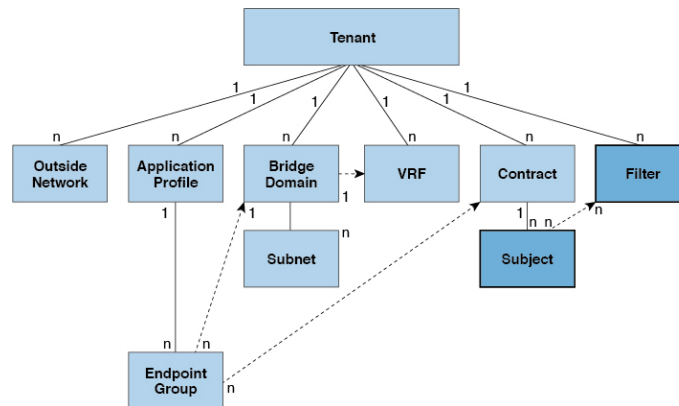 Tenant
1 1 1 1 1 1
n n n n n n
Outside
Network
Application
Profile
Bridge
Domain
VRF
Contract
Filter
1 1 1 1 n n n
Subnet
n
Subject
n n
Endpoint
Group
n